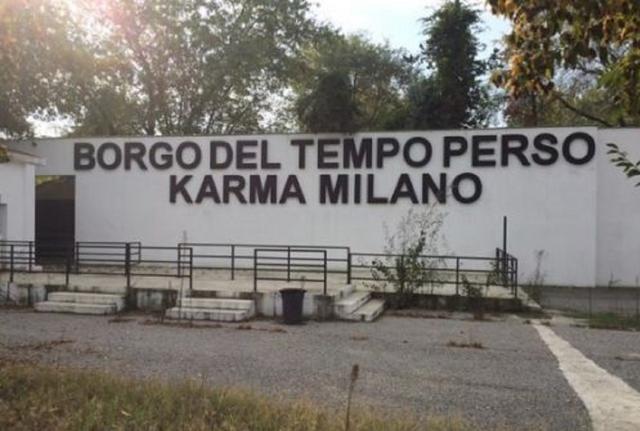 BORGO DEL TEMPO PERSO
KARMA MILANO